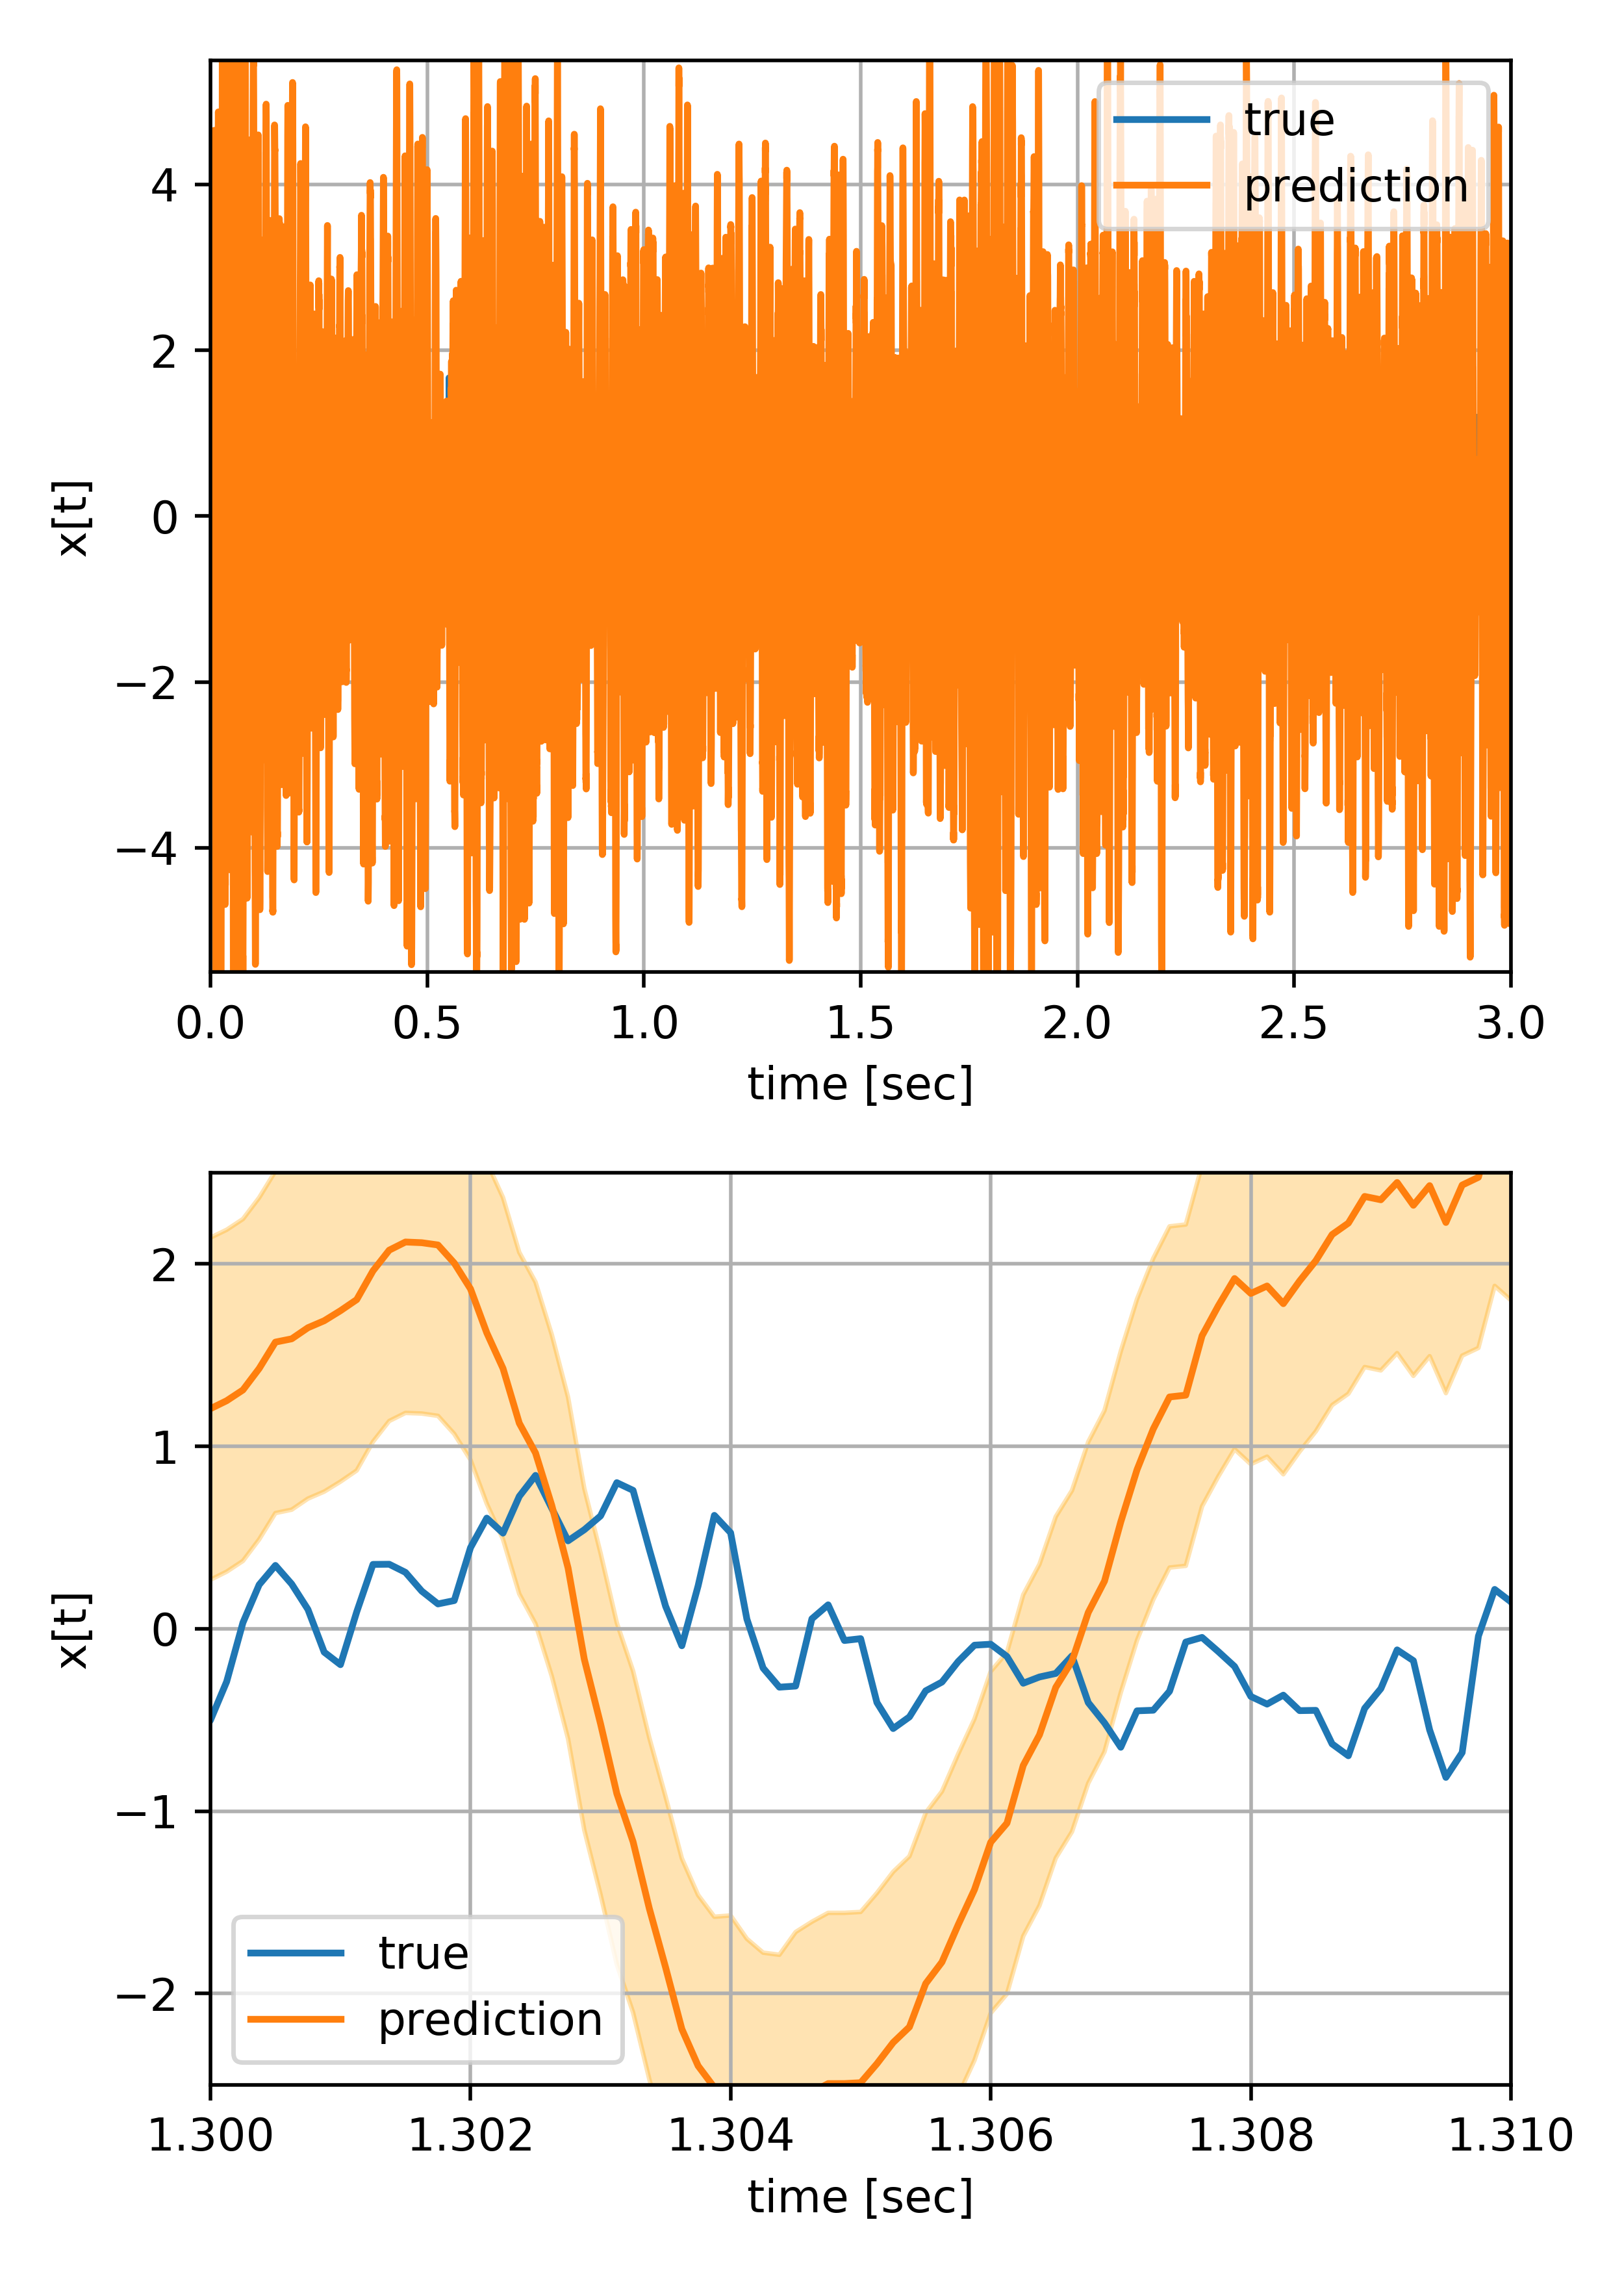 true
prediction
4
2
0
−2
−4
x[t]
0.0 0.5 1.0 1.5 2.0 2.5 3.0
time [sec]
2
1
0
−1
−2
x[t]
true
prediction
1.300 1.302 1.304 1.306 1.308 1.310
time [sec]